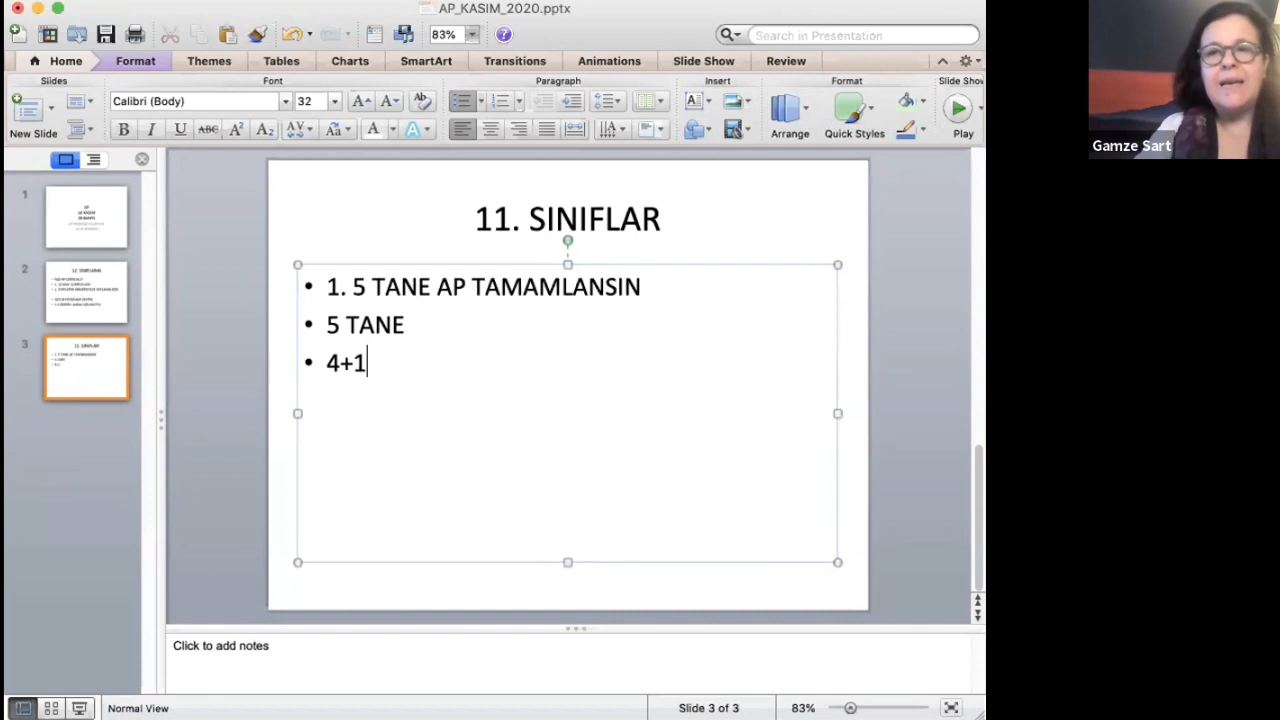 AP_KASIM_2020.pptx
83%
Search in Presentation
Home Format Themes Tables Charts SmartArt Transitions Animations Slide Show Review
Slides Font Paragraph Insert Format Slide Show
Calibri (Body) 32
New Slide
Arrange Quick Styles Play
Gamze Sart
1
2
3
11. SINIFLAR
• 1. 5 TANE AP TAMAMLANSIN
• 5 TANE
• 4+1
Click to add notes
Normal View Slide 3 of 3 83%